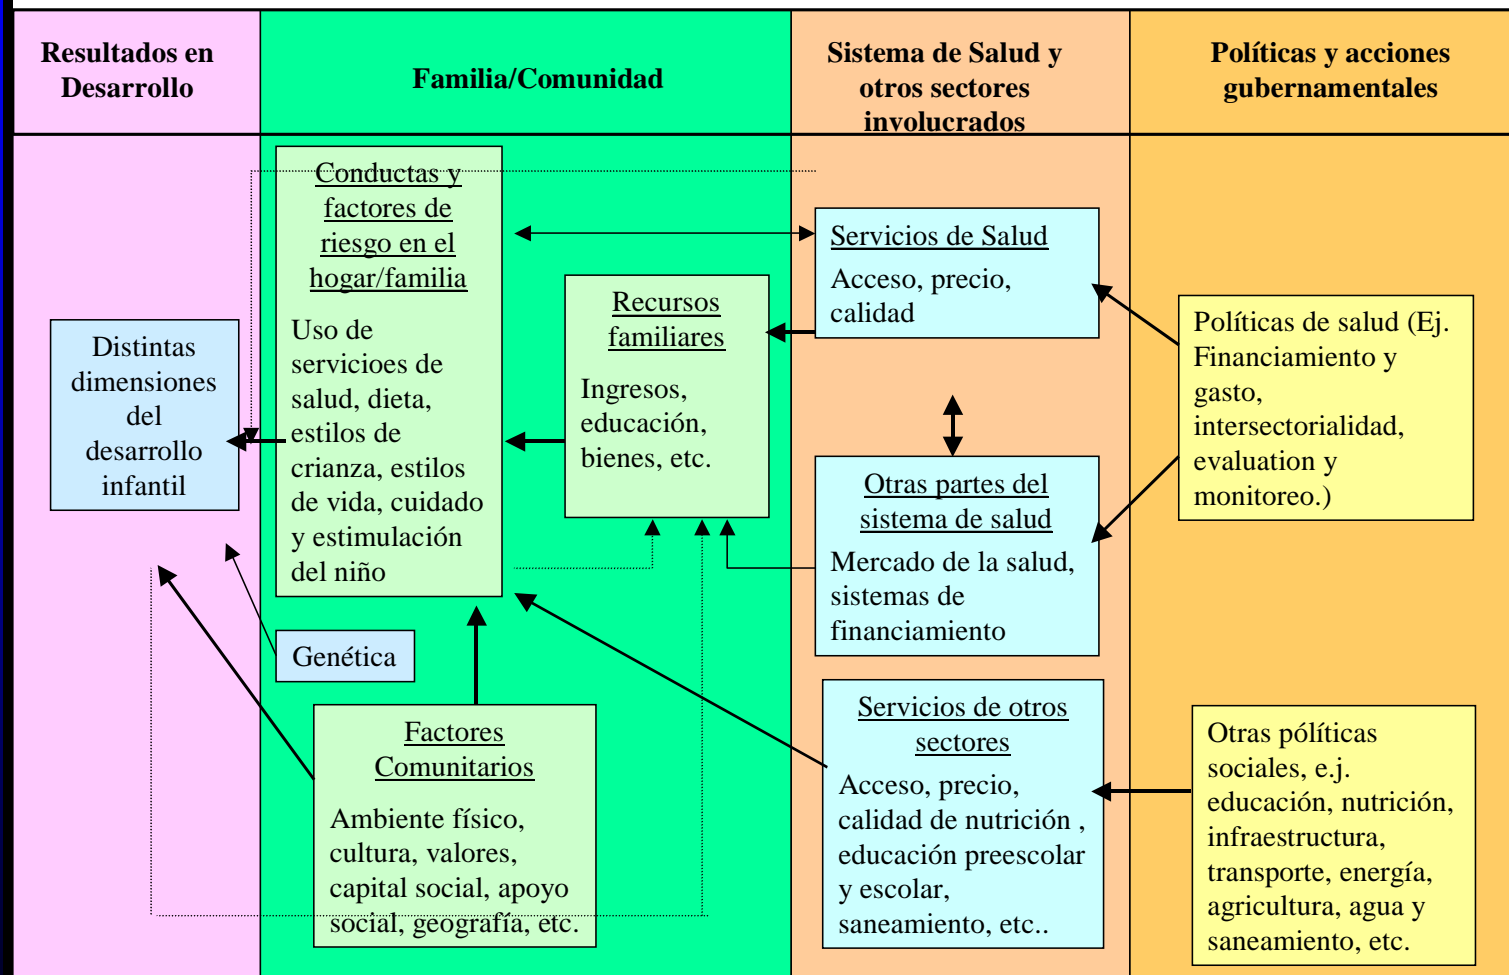 Resultados en
Desarrollo
Familia/Comunidad
Sistema de Salud y
otros sectores
involucrados
Políticas y acciones
gubernamentales
Distintas
dimensiones
del
desarrollo
infantil
Conductas y
factores de
riesgo en el
hogar/familia
Uso de
servicioes de
salud, dieta,
estilos de
crianza, estilos
de vida, cuidado
y estimulación
del niño
Genética
Factores
Comunitarios
Ambiente físico,
cultura, valores,
capital social, apoyo
social, geografía, etc.
Recursos
familiares
Ingresos,
educación,
bienes, etc.
Servicios de Salud
Acceso, precio,
calidad
Otras partes del
sistema de salud
Mercado de la salud,
sistemas de
financiamiento
Servicios de otros
sectores
Acceso, precio,
calidad de nutrición ,
educación preescolar
y escolar,
saneamiento, etc..
Políticas de salud (Ej.
Financiamiento y
gasto,
intersectorialidad,
evaluation y
monitoreo.)
Otras pólíticas
sociales, e.j.
educación, nutrición,
infraestructura,
transporte, energía,
agricultura, agua y
saneamiento, etc.